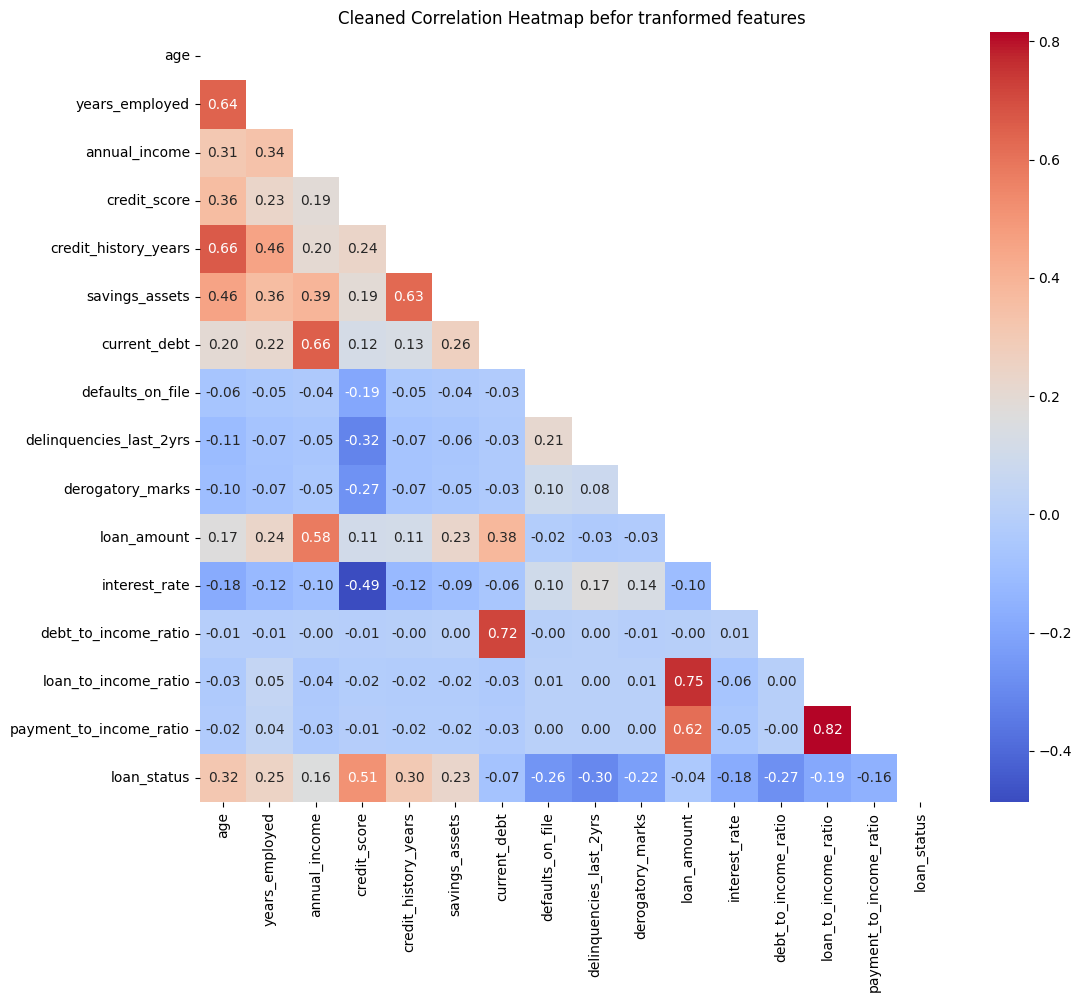 Cleaned Correlation Heatmap befor tranformed features
age
years_employed 0.64
annual_income 0.31 0.34
credit_score 0.36 0.23 0.19
credit_history_years 0.66 0.46 0.20 0.24
savings_assets 0.46 0.36 0.39 0.19 0.63
current_debt 0.20 0.22 0.66 0.12 0.13 0.26
defaults_on_file -0.06 -0.05 -0.04 -0.19 -0.05 -0.04 -0.03
delinquencies_last_2yrs -0.11 -0.07 -0.05 -0.32 -0.07 -0.06 -0.03 0.21
derogatory_marks -0.10 -0.07 -0.05 -0.27 -0.07 -0.05 -0.03 0.10 0.08
loan_amount 0.17 0.24 0.58 0.11 0.11 0.23 0.38 -0.02 -0.03 -0.03
interest_rate -0.18 -0.12 -0.10 -0.49 -0.12 -0.09 -0.06 0.10 0.17 0.14 -0.10
debt_to_income_ratio -0.01 -0.01 -0.00 -0.01 -0.00 0.00 0.72 -0.00 0.00 -0.01 -0.00 0.01
loan_to_income_ratio -0.03 0.05 -0.04 -0.02 -0.02 -0.02 -0.03 0.01 0.00 0.01 0.75 -0.06 0.00
payment_to_income_ratio -0.02 0.04 -0.03 -0.01 -0.02 -0.02 -0.03 0.00 0.00 0.00 0.62 -0.05 -0.00 0.82
loan_status 0.32 0.25 0.16 0.51 0.30 0.23 -0.07 -0.26 -0.30 -0.22 -0.04 -0.18 -0.27 -0.19 -0.16
age
years_employed
annual_income
credit_score
credit_history_years
savings_assets
current_debt
defaults_on_file
delinquencies_last_2yrs
derogatory_marks
loan_amount
interest_rate
debt_to_income_ratio
loan_to_income_ratio
payment_to_income_ratio
loan_status
0.8
0.6
0.4
0.2
0.0
−0.2
−0.4